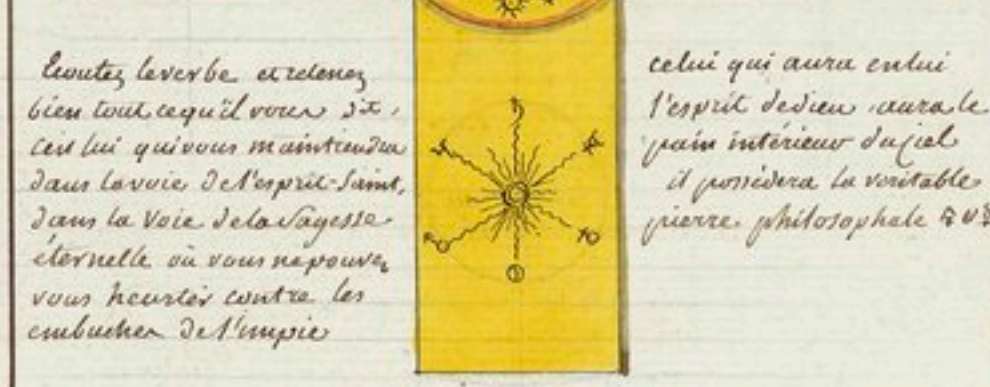 Ecoutez le verbe et retenez
bien tout ce qu'il vous dit,
c'est lui qui vous maintiendra
dans la voie de l'esprit-Saint,
dans la voie de la Sagesse
éternelle où vous ne pouvez
vous heurter contre les
embuches de l'impie
celui qui aura en lui
l'esprit de dieu, aura le
pain intérieur du ciel
il possédera la veritable
pierre philosophale